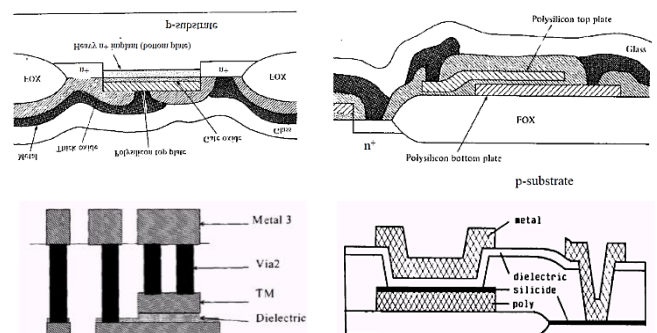 p-substrate
Heavy n+ implant (bottom plate)
n+
n+
FOX
FOX
Metal
Thick oxide
Polysilicon top plate
Gate oxide
Glass
Polysilicon top plate
Glass
FOX
n+
Polysilicon bottom plate
p-substrate
Metal 3
Via2
TM
Dielectric
metal
dielectric
silicide
poly